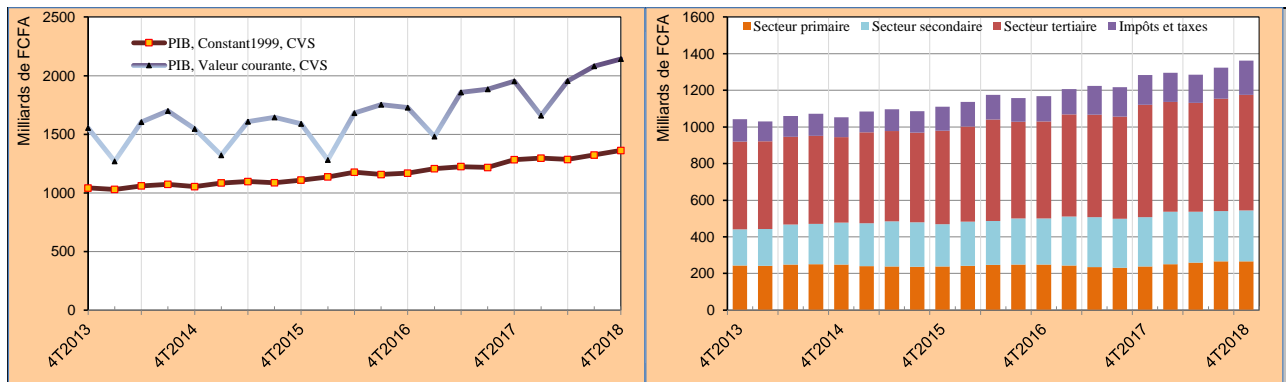 Milliards de FCFA
2500
2000
1500
1000
500
0
PIB, Constant1999, CVS
PIB, Valeur courante, CVS
4T2013
4T2014
4T2015
4T2016
4T2017
4T2018
Milliards de FCFA
1600
1400
1200
1000
800
600
400
200
0
Secteur primaire
Secteur secondaire
Secteur tertiaire
Impôts et taxes
4T2013
4T2014
4T2015
4T2016
4T2017
4T2018